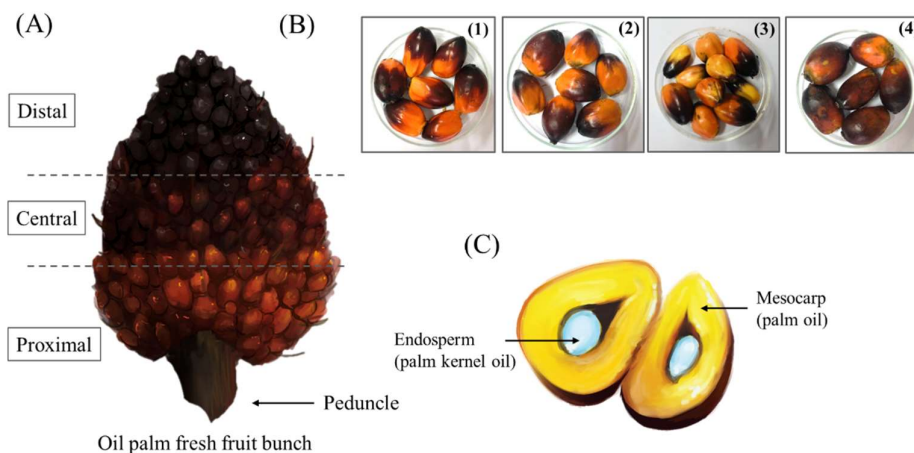 (A)
(B)
(1)
(2)
(3)
(4)
Distal
Central
Proximal
Peduncle
Oil palm fresh fruit bunch
(C)
Endosperm
(palm kernel oil)
Mesocarp
(palm oil)